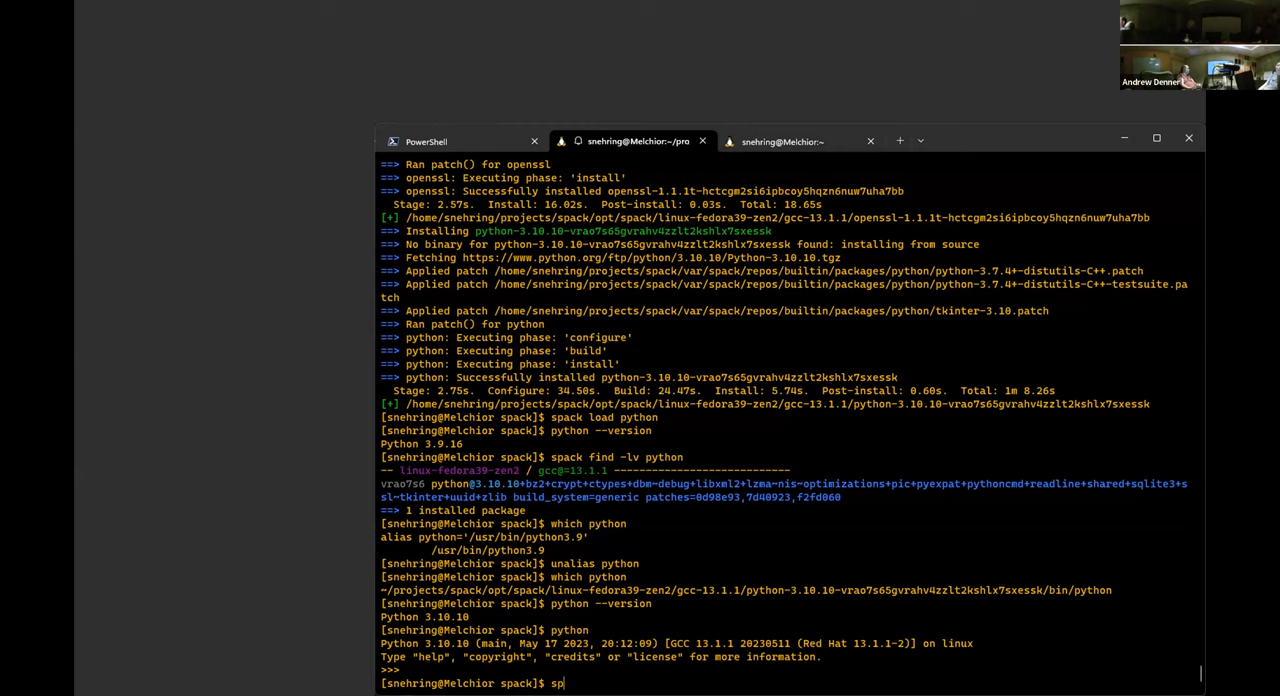 Andrew Denner
PowerShell
snehring@Melchior:~/pro
snehring@Melchior:~
==> Ran patch() for openssl
==> openssl: Executing phase: 'install'
==> openssl: Successfully installed openssl-1.1.1t-hctcgm2si6ipbcoy5hqzn6nuw7uha7bb
Stage: 2.57s. Install: 16.02s. Post-install: 0.03s. Total: 18.65s
[+] /home/snehring/projects/spack/opt/spack/linux-fedora39-zen2/gcc-13.1.1/openssl-1.1.1t-hctcgm2si6ipbcoy5hqzn6nuw7uha7bb
==> Installing python-3.10.10-vrao7s65gvrahv4zzlt2kshlx7sxessk
==> No binary for python-3.10.10-vrao7s65gvrahv4zzlt2kshlx7sxessk found: installing from source
==> Fetching https://www.python.org/ftp/python/3.10.10/Python-3.10.10.tgz
==> Applied patch /home/snehring/projects/spack/var/spack/repos/builtin/packages/python/python-3.7.4+-distutils-C++.patch
==> Applied patch /home/snehring/projects/spack/var/spack/repos/builtin/packages/python/python-3.7.4+-distutils-C++-testsuite.pa
tch
==> Applied patch /home/snehring/projects/spack/var/spack/repos/builtin/packages/python/tkinter-3.10.patch
==> Ran patch() for python
==> python: Executing phase: 'configure'
==> python: Executing phase: 'build'
==> python: Executing phase: 'install'
==> python: Successfully installed python-3.10.10-vrao7s65gvrahv4zzlt2kshlx7sxessk
Stage: 2.75s. Configure: 34.50s. Build: 24.47s. Install: 5.74s. Post-install: 0.60s. Total: 1m 8.26s
[+] /home/snehring/projects/spack/opt/spack/linux-fedora39-zen2/gcc-13.1.1/python-3.10.10-vrao7s65gvrahv4zzlt2kshlx7sxessk
[snehring@Melchior spack]$ spack load python
[snehring@Melchior spack]$ python --version
Python 3.9.16
[snehring@Melchior spack]$ spack find -lv python
-- linux-fedora39-zen2 / gcc@=13.1.1 ---------------------------
vrao7s6 python@3.10.10+bz2+crypt+ctypes+dbm~debug+libxml2+lzma~nis~optimizations+pic+pyexpat+pythoncmd+readline+shared+sqlite3+s
sl~tkinter+uuid+zlib build_system=generic patches=0d98e93,7d40923,f2fd060
==> 1 installed package
[snehring@Melchior spack]$ which python
alias python='/usr/bin/python3.9'
/usr/bin/python3.9
[snehring@Melchior spack]$ unalias python
[snehring@Melchior spack]$ which python
~/projects/spack/opt/spack/linux-fedora39-zen2/gcc-13.1.1/python-3.10.10-vrao7s65gvrahv4zzlt2kshlx7sxessk/bin/python
[snehring@Melchior spack]$ python --version
Python 3.10.10
[snehring@Melchior spack]$ python
Python 3.10.10 (main, May 17 2023, 20:12:09) [GCC 13.1.1 20230511 (Red Hat 13.1.1-2)] on linux
Type "help", "copyright", "credits" or "license" for more information.
>>>
[snehring@Melchior spack]$ sp